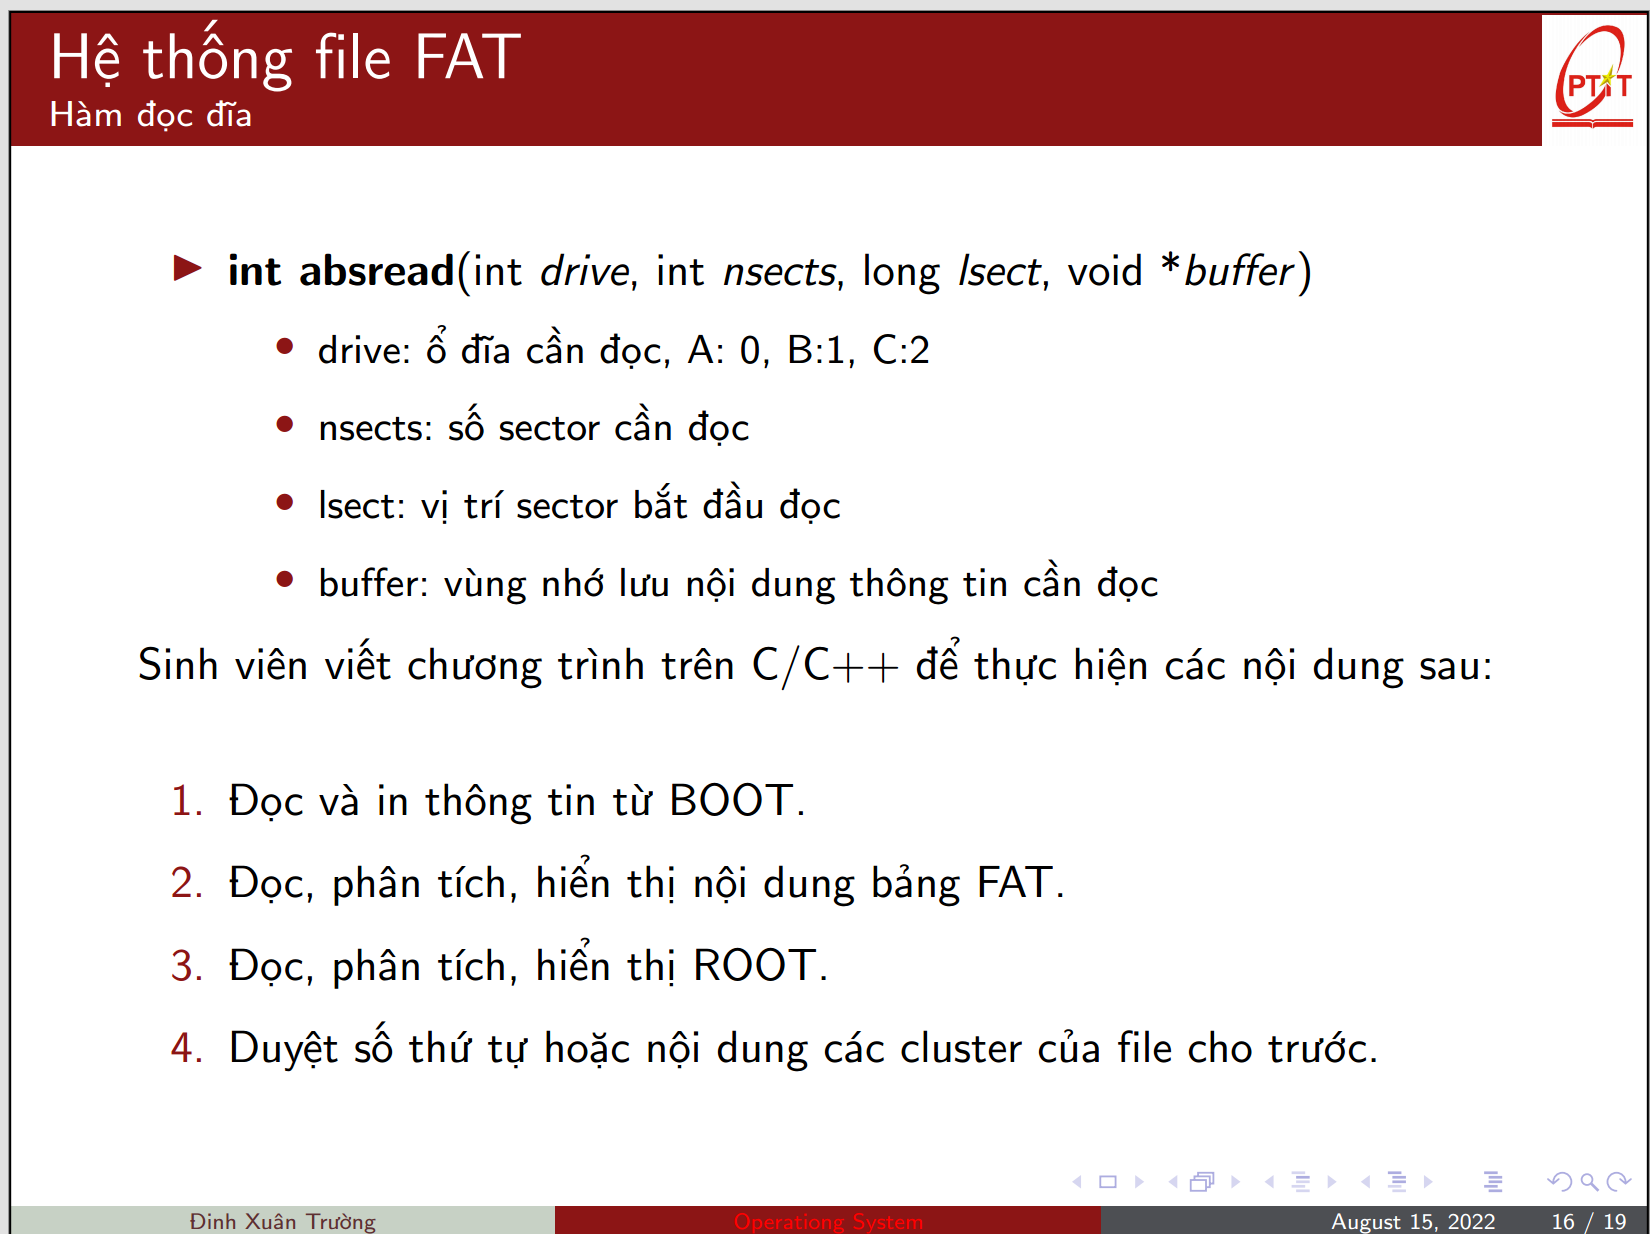 Hệ thống file FAT
Hàm đọc đĩa
PTIT
int absread(int drive, int nsects, long lsect, void *buffer)
drive: ổ đĩa cần đọc, A: 0, B:1, C:2
nsects: số sector cần đọc
lsect: vị trí sector bắt đầu đọc
buffer: vùng nhớ lưu nội dung thông tin cần đọc
Sinh viên viết chương trình trên C/C++ để thực hiện các nội dung sau:
1. Đọc và in thông tin từ BOOT.
2. Đọc, phân tích, hiển thị nội dung bảng FAT.
3. Đọc, phân tích, hiển thị ROOT.
4. Duyệt số thứ tự hoặc nội dung các cluster của file cho trước.
Đinh Xuân Trường Operationg System August 15, 2022 16 / 19